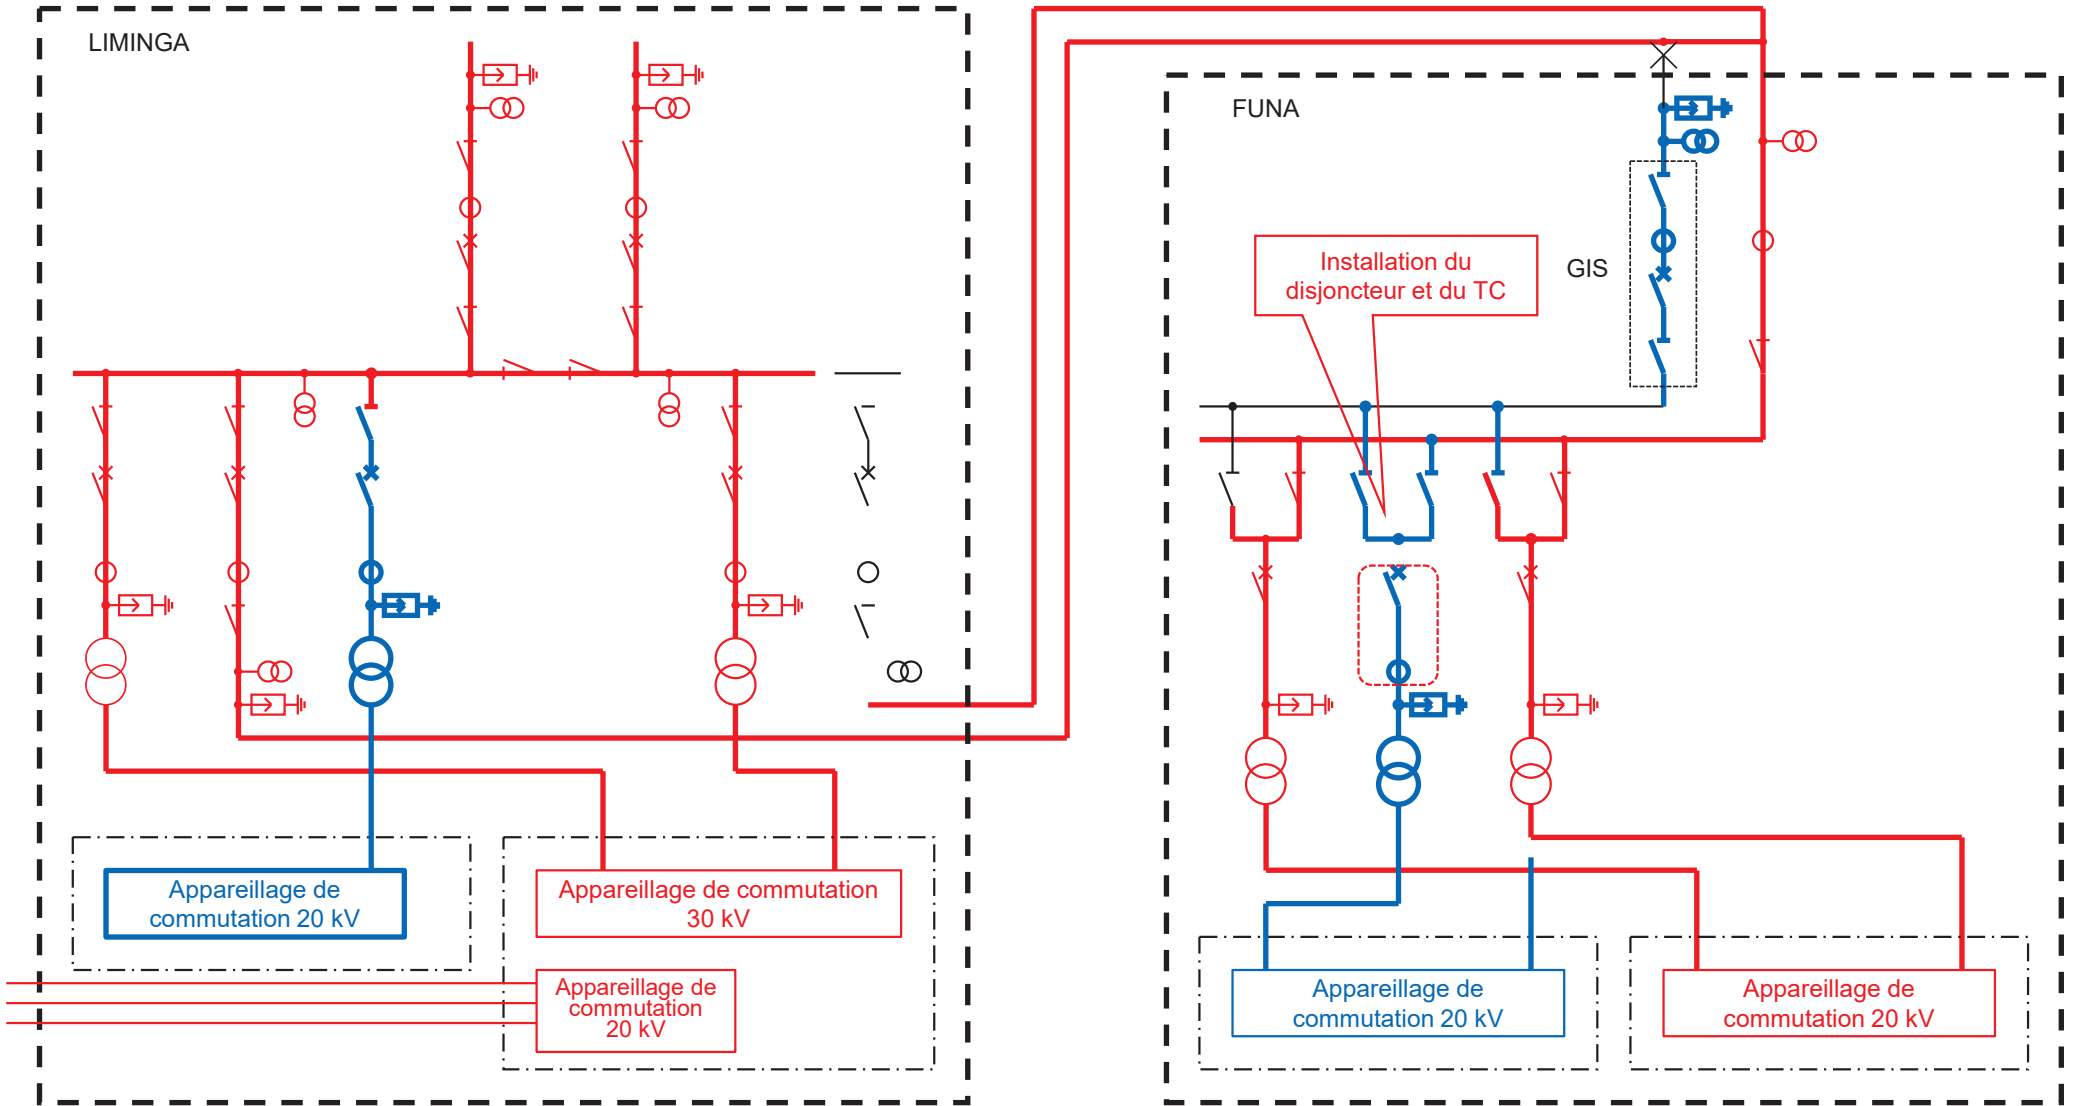 LIMINGA
FUNA
Installation du
disjoncteur et du TC
GIS
Appareillage de
commutation 20 kV
Appareillage de commutation
30 kV
Appareillage de
commutation
20 kV
Appareillage de
commutation 20 kV
Appareillage de
commutation 20 kV